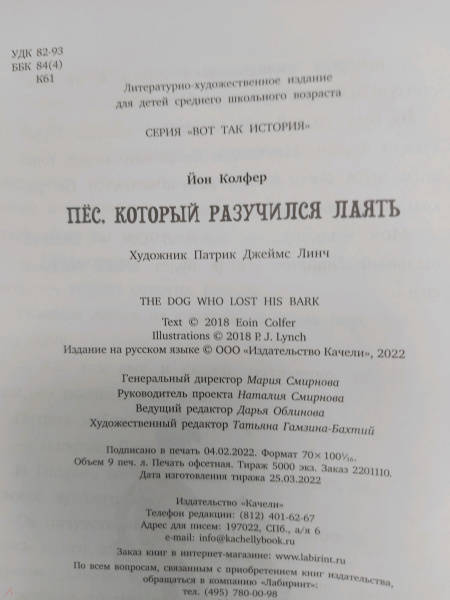 УДК 82-93
ББК 84(4)
К61
Литературно-художественное издание
для детей среднего школьного возраста
СЕРИЯ «ВОТ ТАК ИСТОРИЯ»
Йон Колфер
ПЁС, КОТОРЫЙ РАЗУЧИЛСЯ ЛАЯТЬ
Художник Патрик Джеймс Линч
THE DOG WHO LOST HIS BARK
Text © 2018 Eoin Colfer
Illustrations © 2018 P. J. Lynch
Издание на русском языке © ООО «Издательство Качели», 2022
Генеральный директор Мария Смирнова
Руководитель проекта Наталия Смирнова
Ведущий редактор Дарья Облинова
Художественный редактор Татьяна Гамзина-Бахтий
Подписано в печать 04.02.2022. Формат 70×100 1/16.
Объем 9 печ. л. Печать офсетная. Тираж 5000 экз. Заказ 2201110.
Дата изготовления тиража 25.03.2022
Издательство «Качели»
Телефон редакции: (812) 401-62-67
Адрес для писем: 197022, СПб., а/я 6
e-mail: info@kachellybook.ru
Заказ книг в интернет-магазине: www.labirint.ru
По всем вопросам, связанным с приобретением книг издательства,
обращаться в компанию «Лабиринт»:
тел. (495) 780-00-98